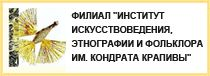 ФИЛИАЛ "ИНСТИТУТ
ИСКУССТВОВЕДЕНИЯ,
ЭТНОГРАФИИ И ФОЛЬКЛОРА
ИМ. КОНДРАТА КРАПИВЫ"